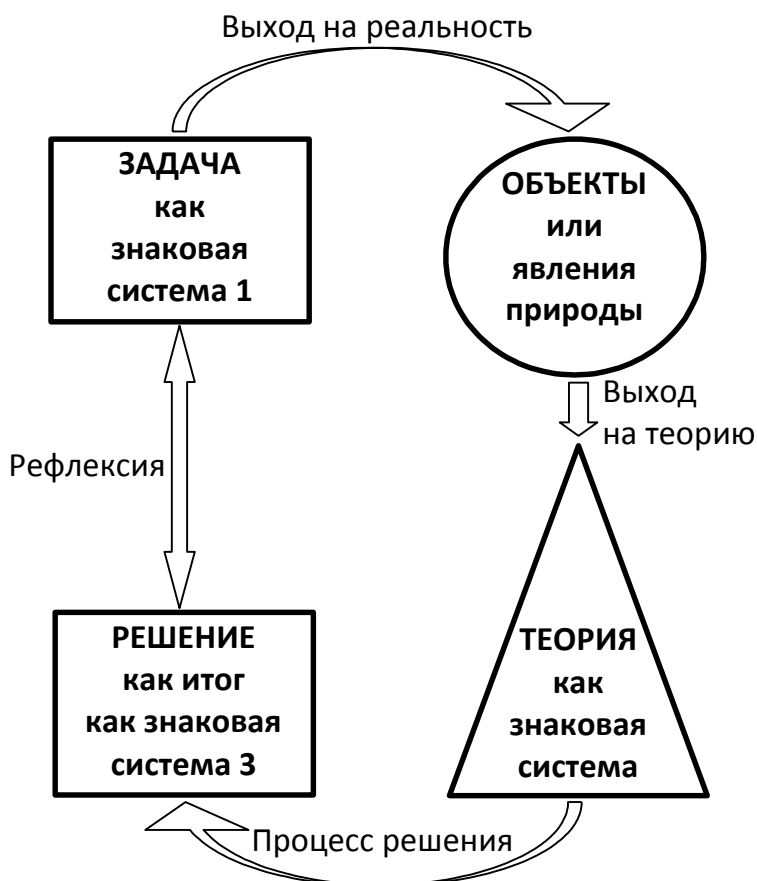 Выход на реальность
ЗАДАЧА
как
знаковая
система 1
ОБЪЕКТЫ
или
явления
природы
Выход
на теорию
Рефлексия
РЕШЕНИЕ
как итог
как знаковая
система 3
ТЕОРИЯ
как
знаковая
система
Процесс решения